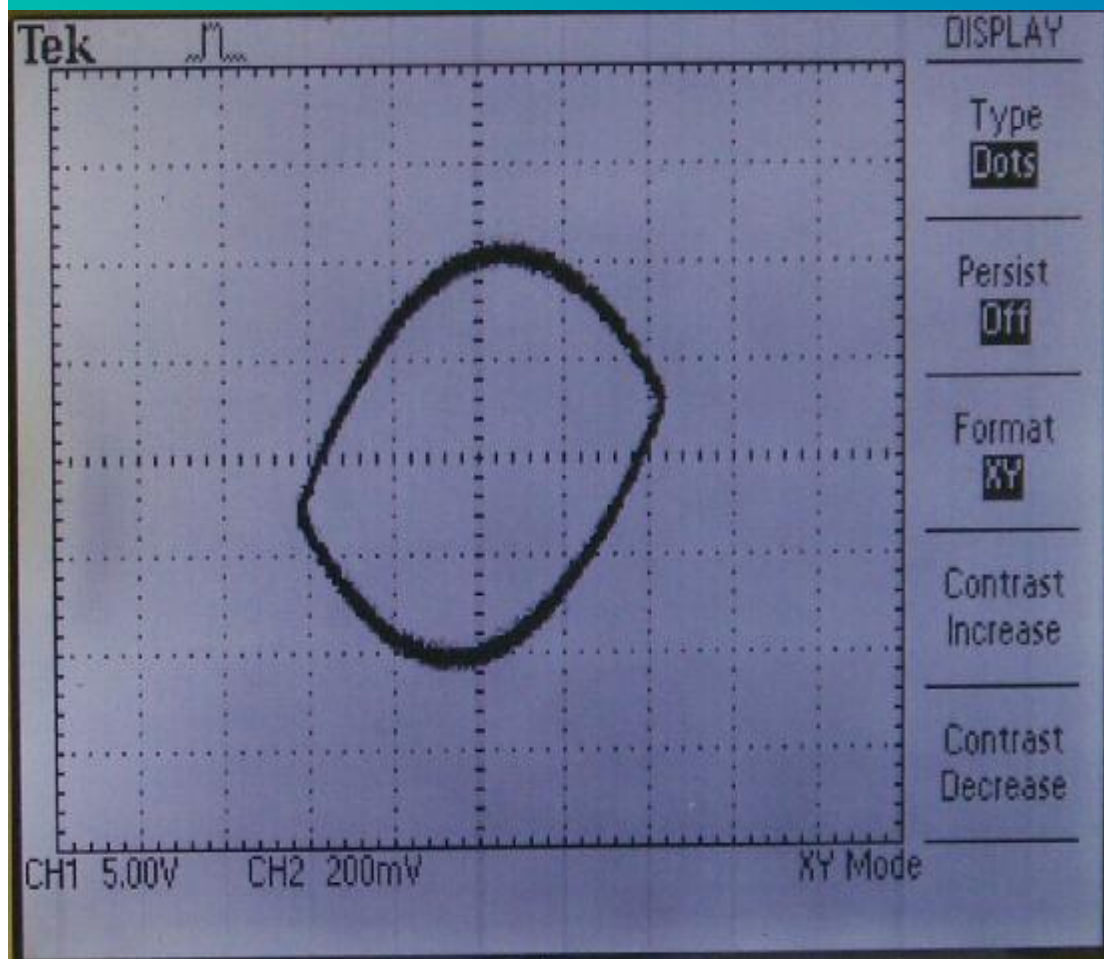 Tek
DISPLAY
Type
Dots
Persist
Off
Format
XY
Contrast
Increase
Contrast
Decrease
CH1 5.00V CH2 200mV XY Mode